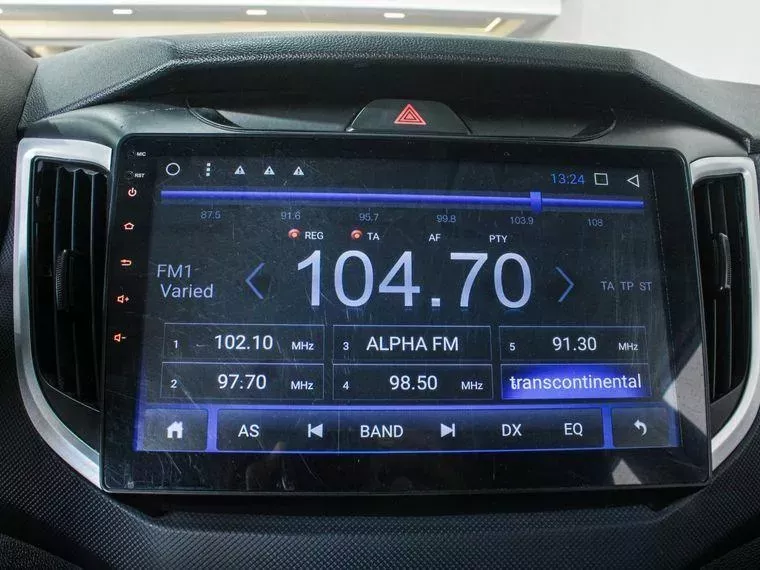 MIC
RST
13:24
87.5 91.6 95.7 99.8 103.9 108
REG TA AF PTY
FM1
Varied
104.70
TA TP ST
1 102.10 MHz
3 ALPHA FM
5 91.30 MHz
2 97.70 MHz
4 98.50 MHz
transcontinental
AS BAND DX EQ